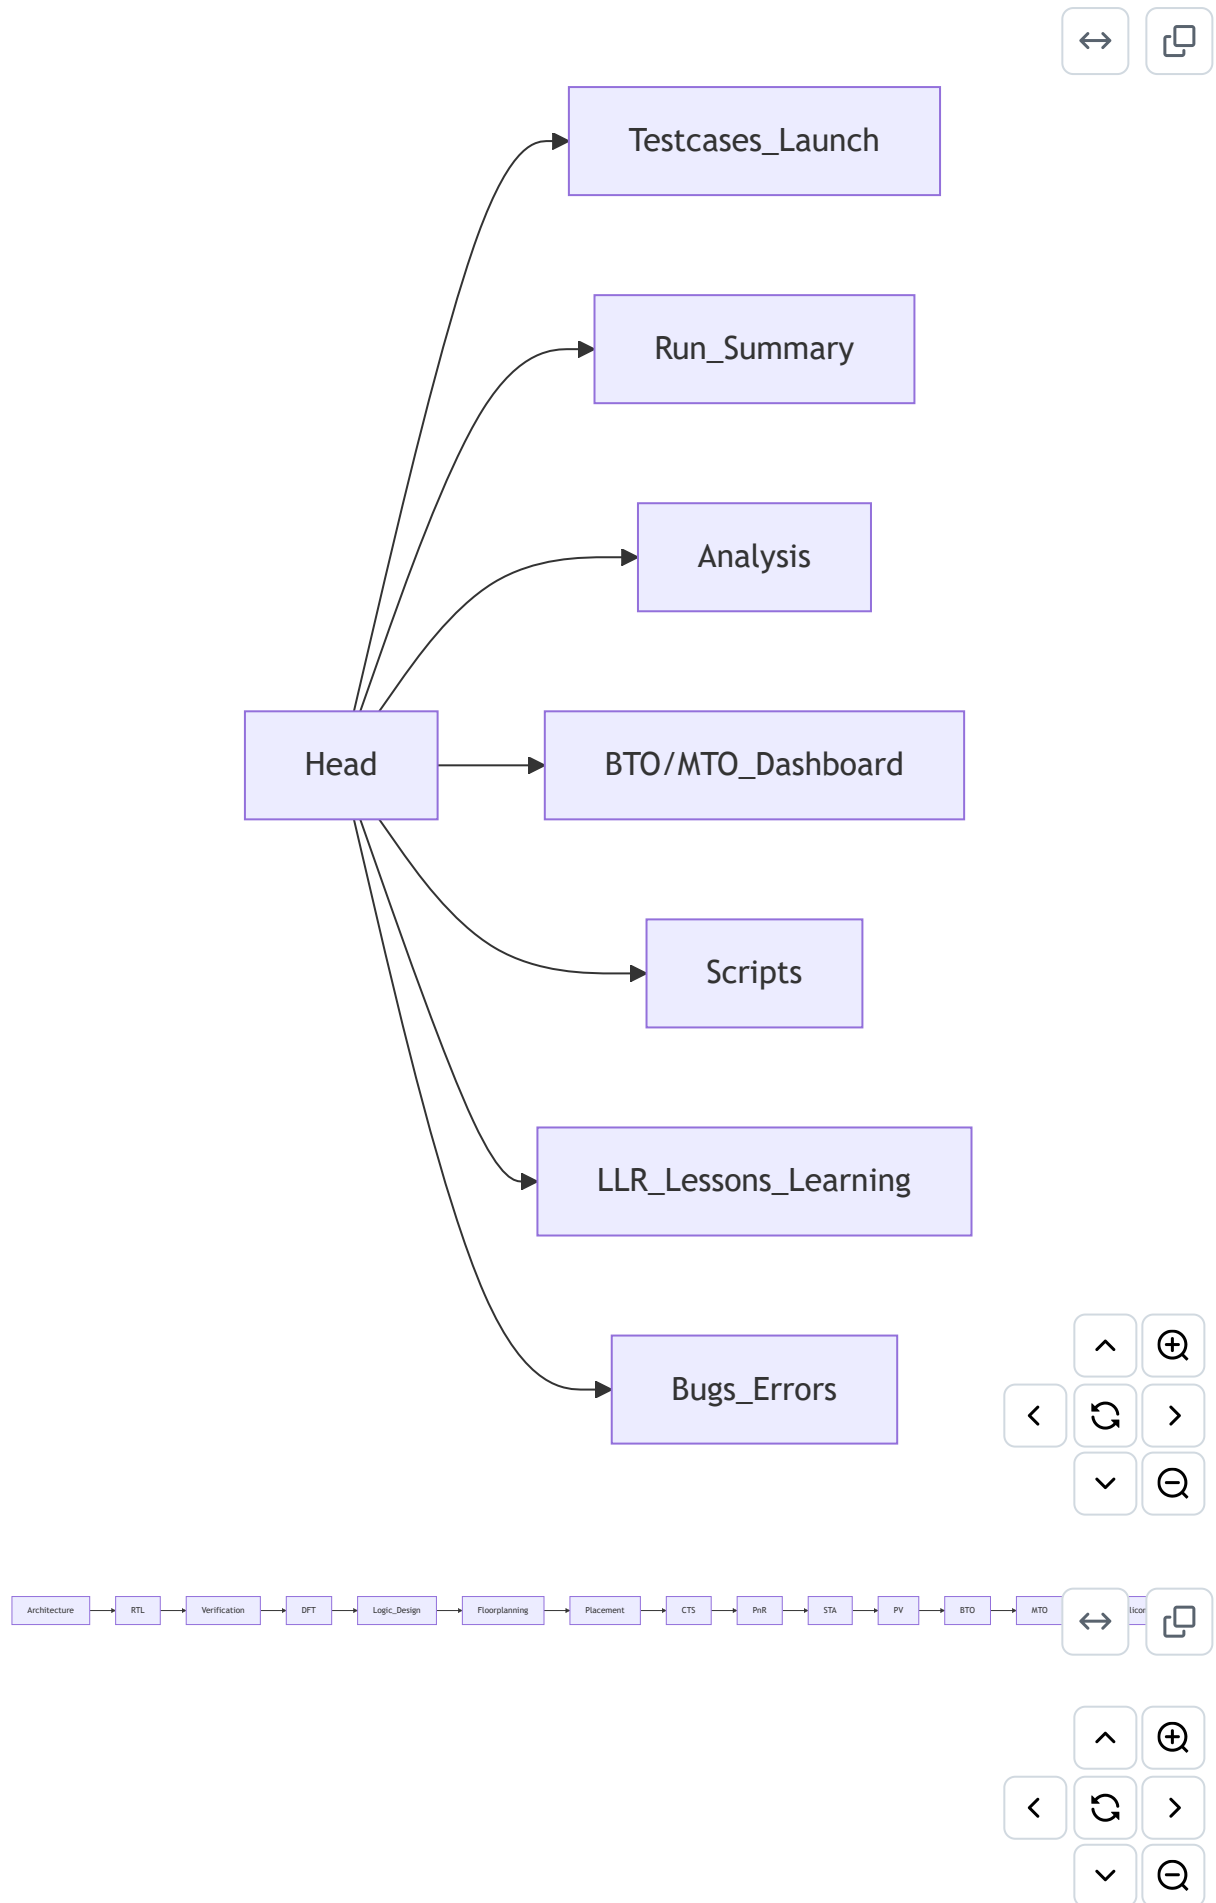 Testcases_Launch
Run_Summary
Analysis
Head
BTO/MTO_Dashboard
Scripts
LLR_Lessons_Learning
Bugs_Errors
Architecture RTL Verification DFT Logic_Design Floorplanning Placement CTS PnR STA PV BTO MTO